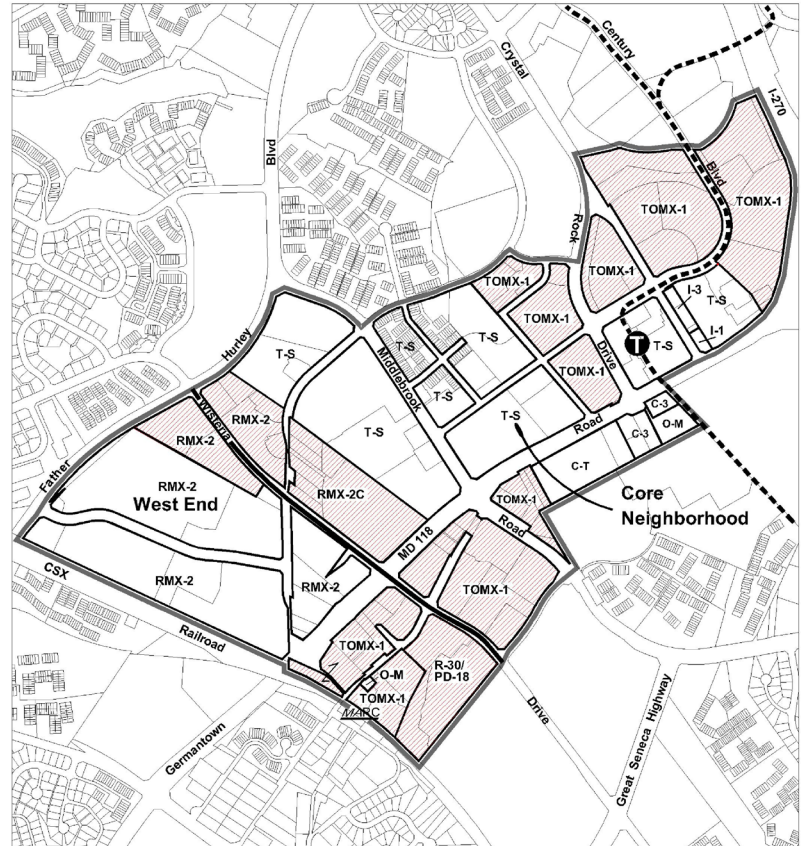 Century
Crystal
I-270
Blvd
Blvd
TOMX-1
TOMX-1
Rock
TOMX-1
TOMX-1
I-3
T-S
TOMX-1
I-1
T
T-S
Hurley
T-S
T-S
T-S
Middlebrook
Drive
TOMX-1
T-S
T-S
C-3
Road
O-M
C-3
RMX-2
Wisteria
RMX-2
T-S
C-T
Father
RMX-2
West End
RMX-2C
TOMX-1
Core
Neighborhood
Road
MD 118
CSX
RMX-2
RMX-2
TOMX-1
Railroad
TOMX-1
O-M
R-30/
PD-18
TOMX-1
MARC
Germantown
Drive
Great Seneca Highway